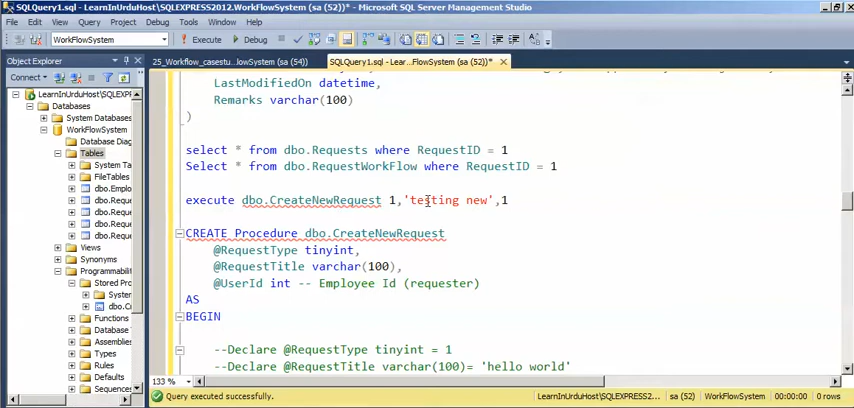 SQLQuery1.sql - LearnInUrduHost\SQLEXPRESS2012.WorkFlowSystem (sa (52))* - Microsoft SQL Server Management Studio
File Edit View Query Project Debug Tools Window Help
WorkFlowSystem Execute Debug
Object Explorer
25_Workflow_casestu...lowSystem (sa (54)) SQLQuery1.sql - Lear...FlowSystem (sa (52))*
Connect
LearnInUrduHost\SQLEXPRESS
Databases
System Databases
WorkFlowSystem
Database Diag
Tables
System Ta
FileTables
dbo.Emplo
dbo.Reque
dbo.Reque
dbo.Reque
Views
Synonyms
Programmability
Stored Pro
System
dbo.Cr
Functions
Database T
Assemblies
Types
Rules
Defaults
Sequences
LastModifiedOn datetime,
Remarks varchar(100)
)
select * from dbo.Requests where RequestID = 1
Select * from dbo.RequestWorkFlow where RequestID = 1
execute dbo.CreateNewRequest 1,'testing new',1
CREATE Procedure dbo.CreateNewRequest
@RequestType tinyint,
@RequestTitle varchar(100),
@UserId int -- Employee Id (requester)
AS
BEGIN
--Declare @RequestType tinyint = 1
--Declare @RequestTitle varchar(100)= 'hello world'
133 %
Query executed successfully. LearnInUrduHost\SQLEXPRESS2... sa (52) WorkFlowSystem 00:00:00 0 rows